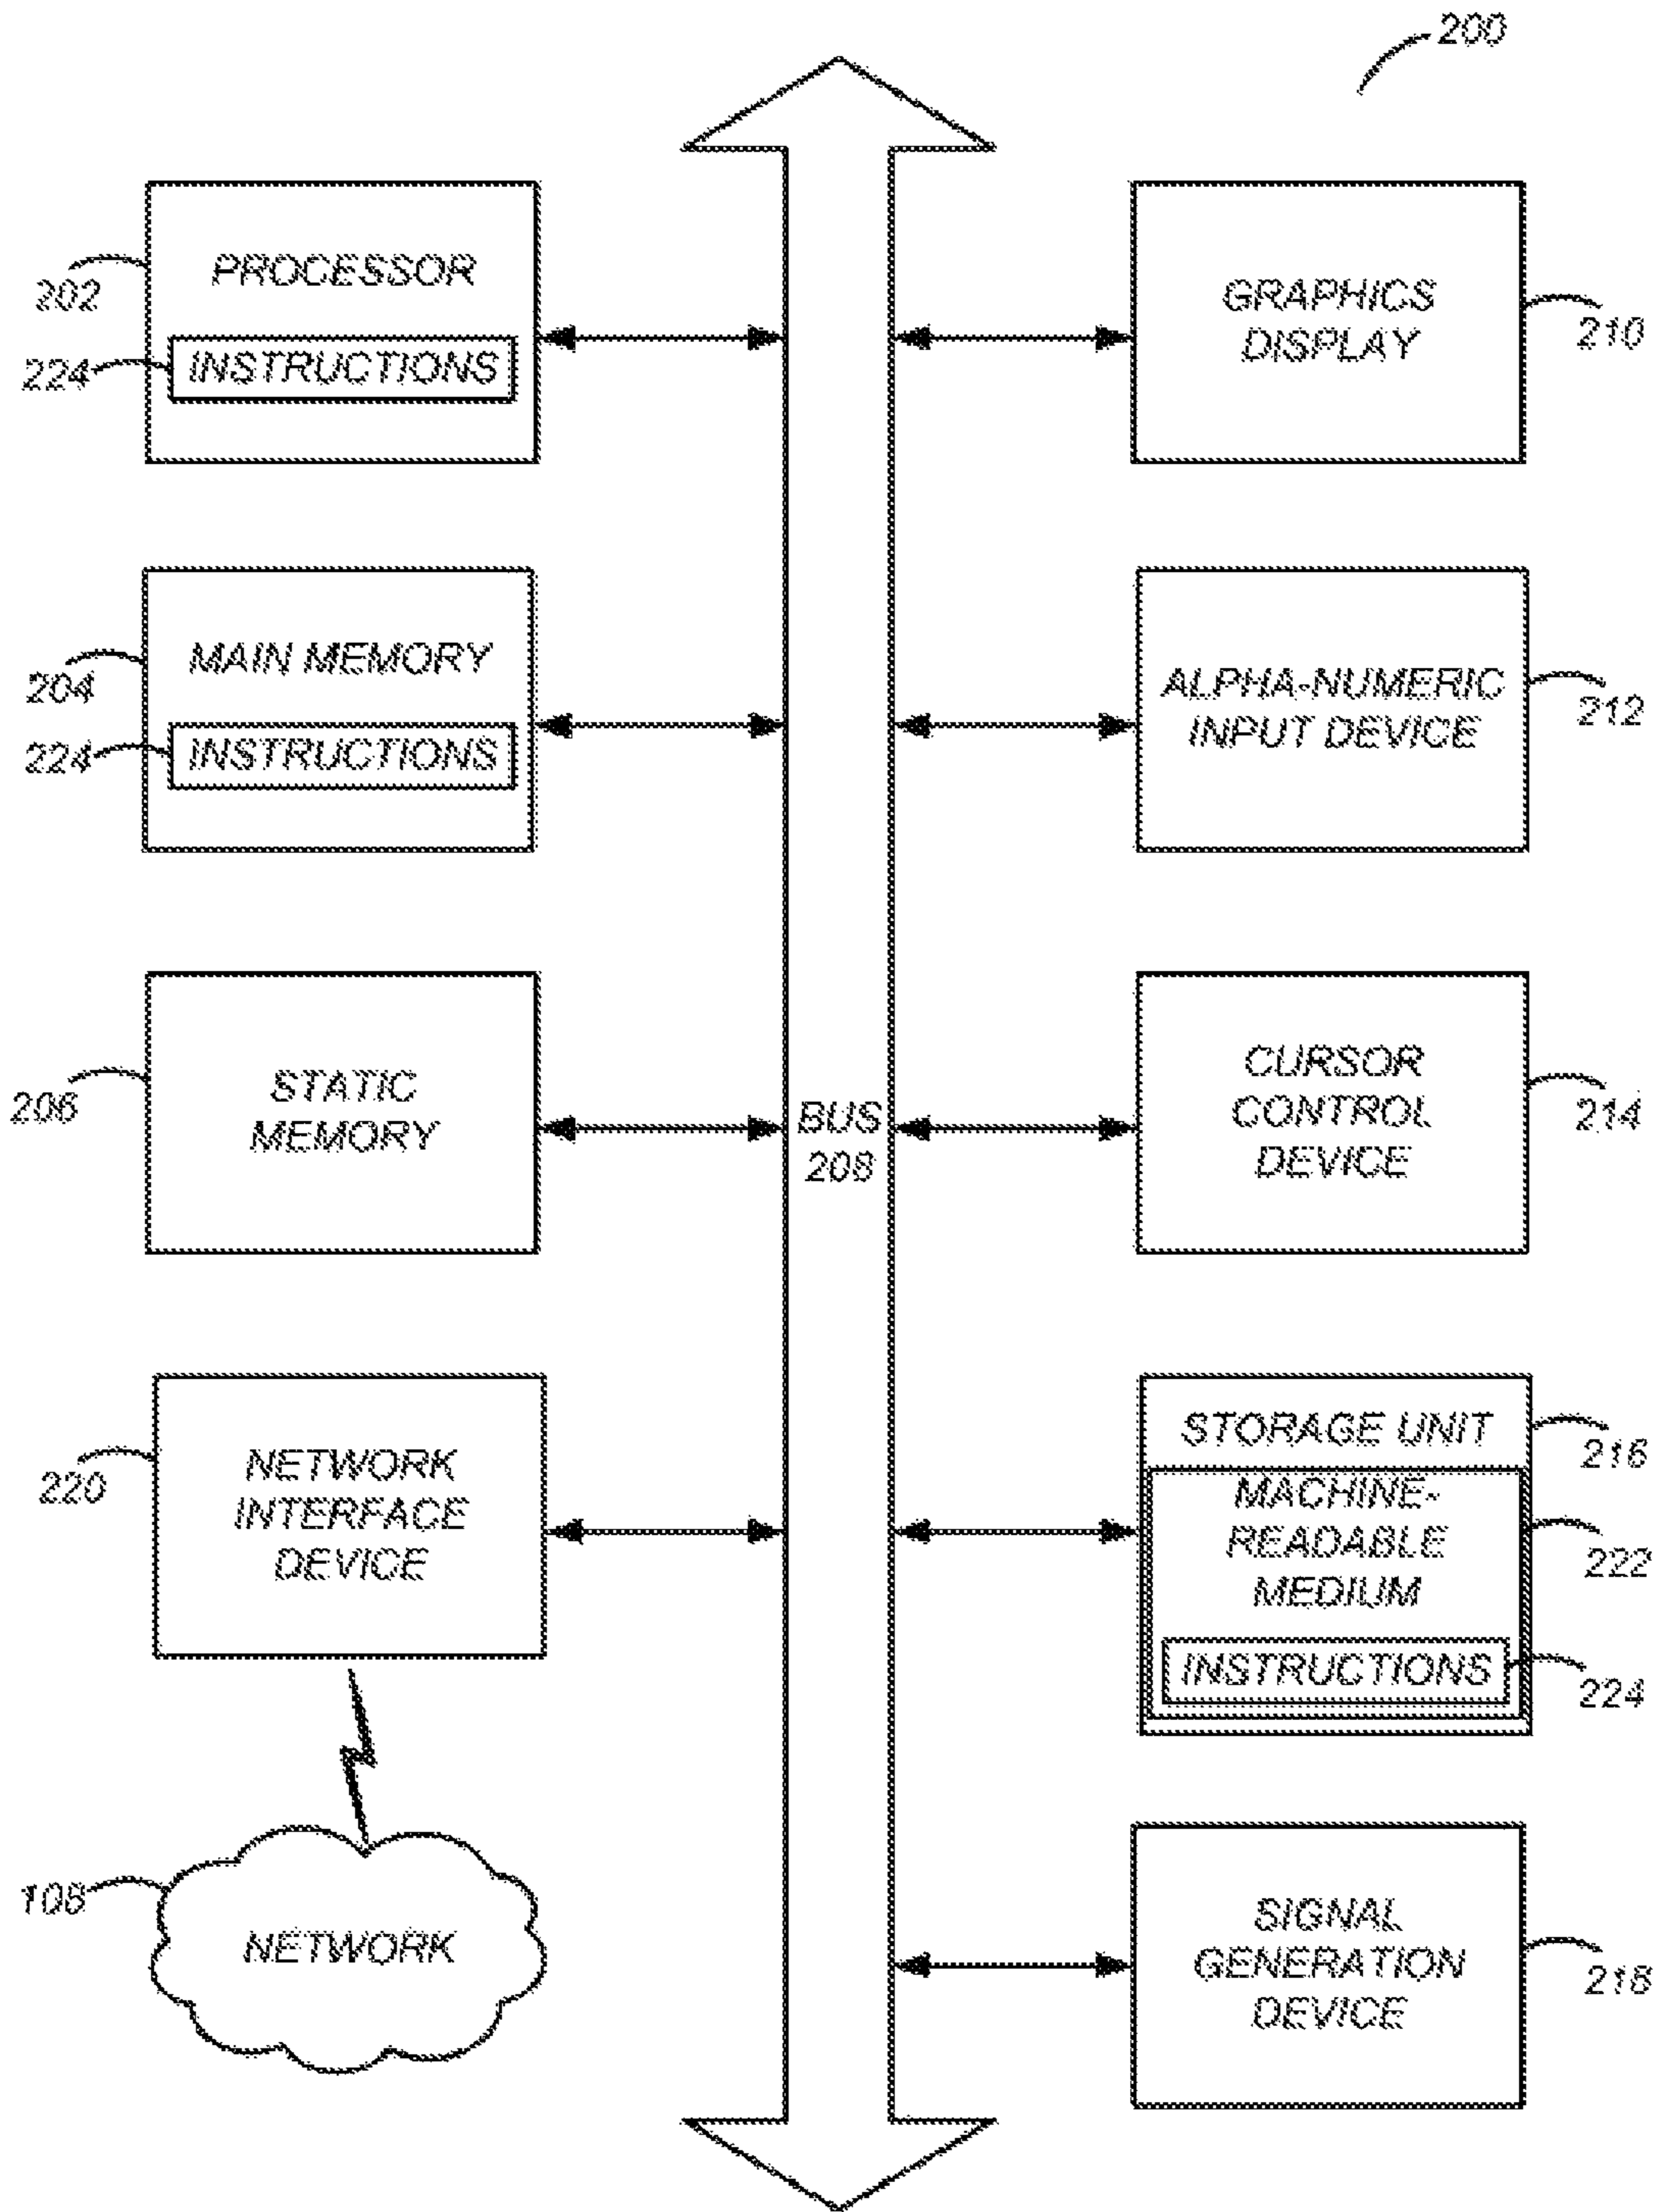 200
PROCESSOR
202
224
INSTRUCTIONS
GRAPHICS
DISPLAY
210
MAIN MEMORY
204
224
INSTRUCTIONS
ALPHA-NUMERIC
INPUT DEVICE
212
STATIC
MEMORY
206
BUS
208
CURSOR
CONTROL
DEVICE
214
220
NETWORK
INTERFACE
DEVICE
STORAGE UNIT
216
MACHINE-
READABLE
MEDIUM
222
INSTRUCTIONS
224
108
NETWORK
SIGNAL
GENERATION
DEVICE
218